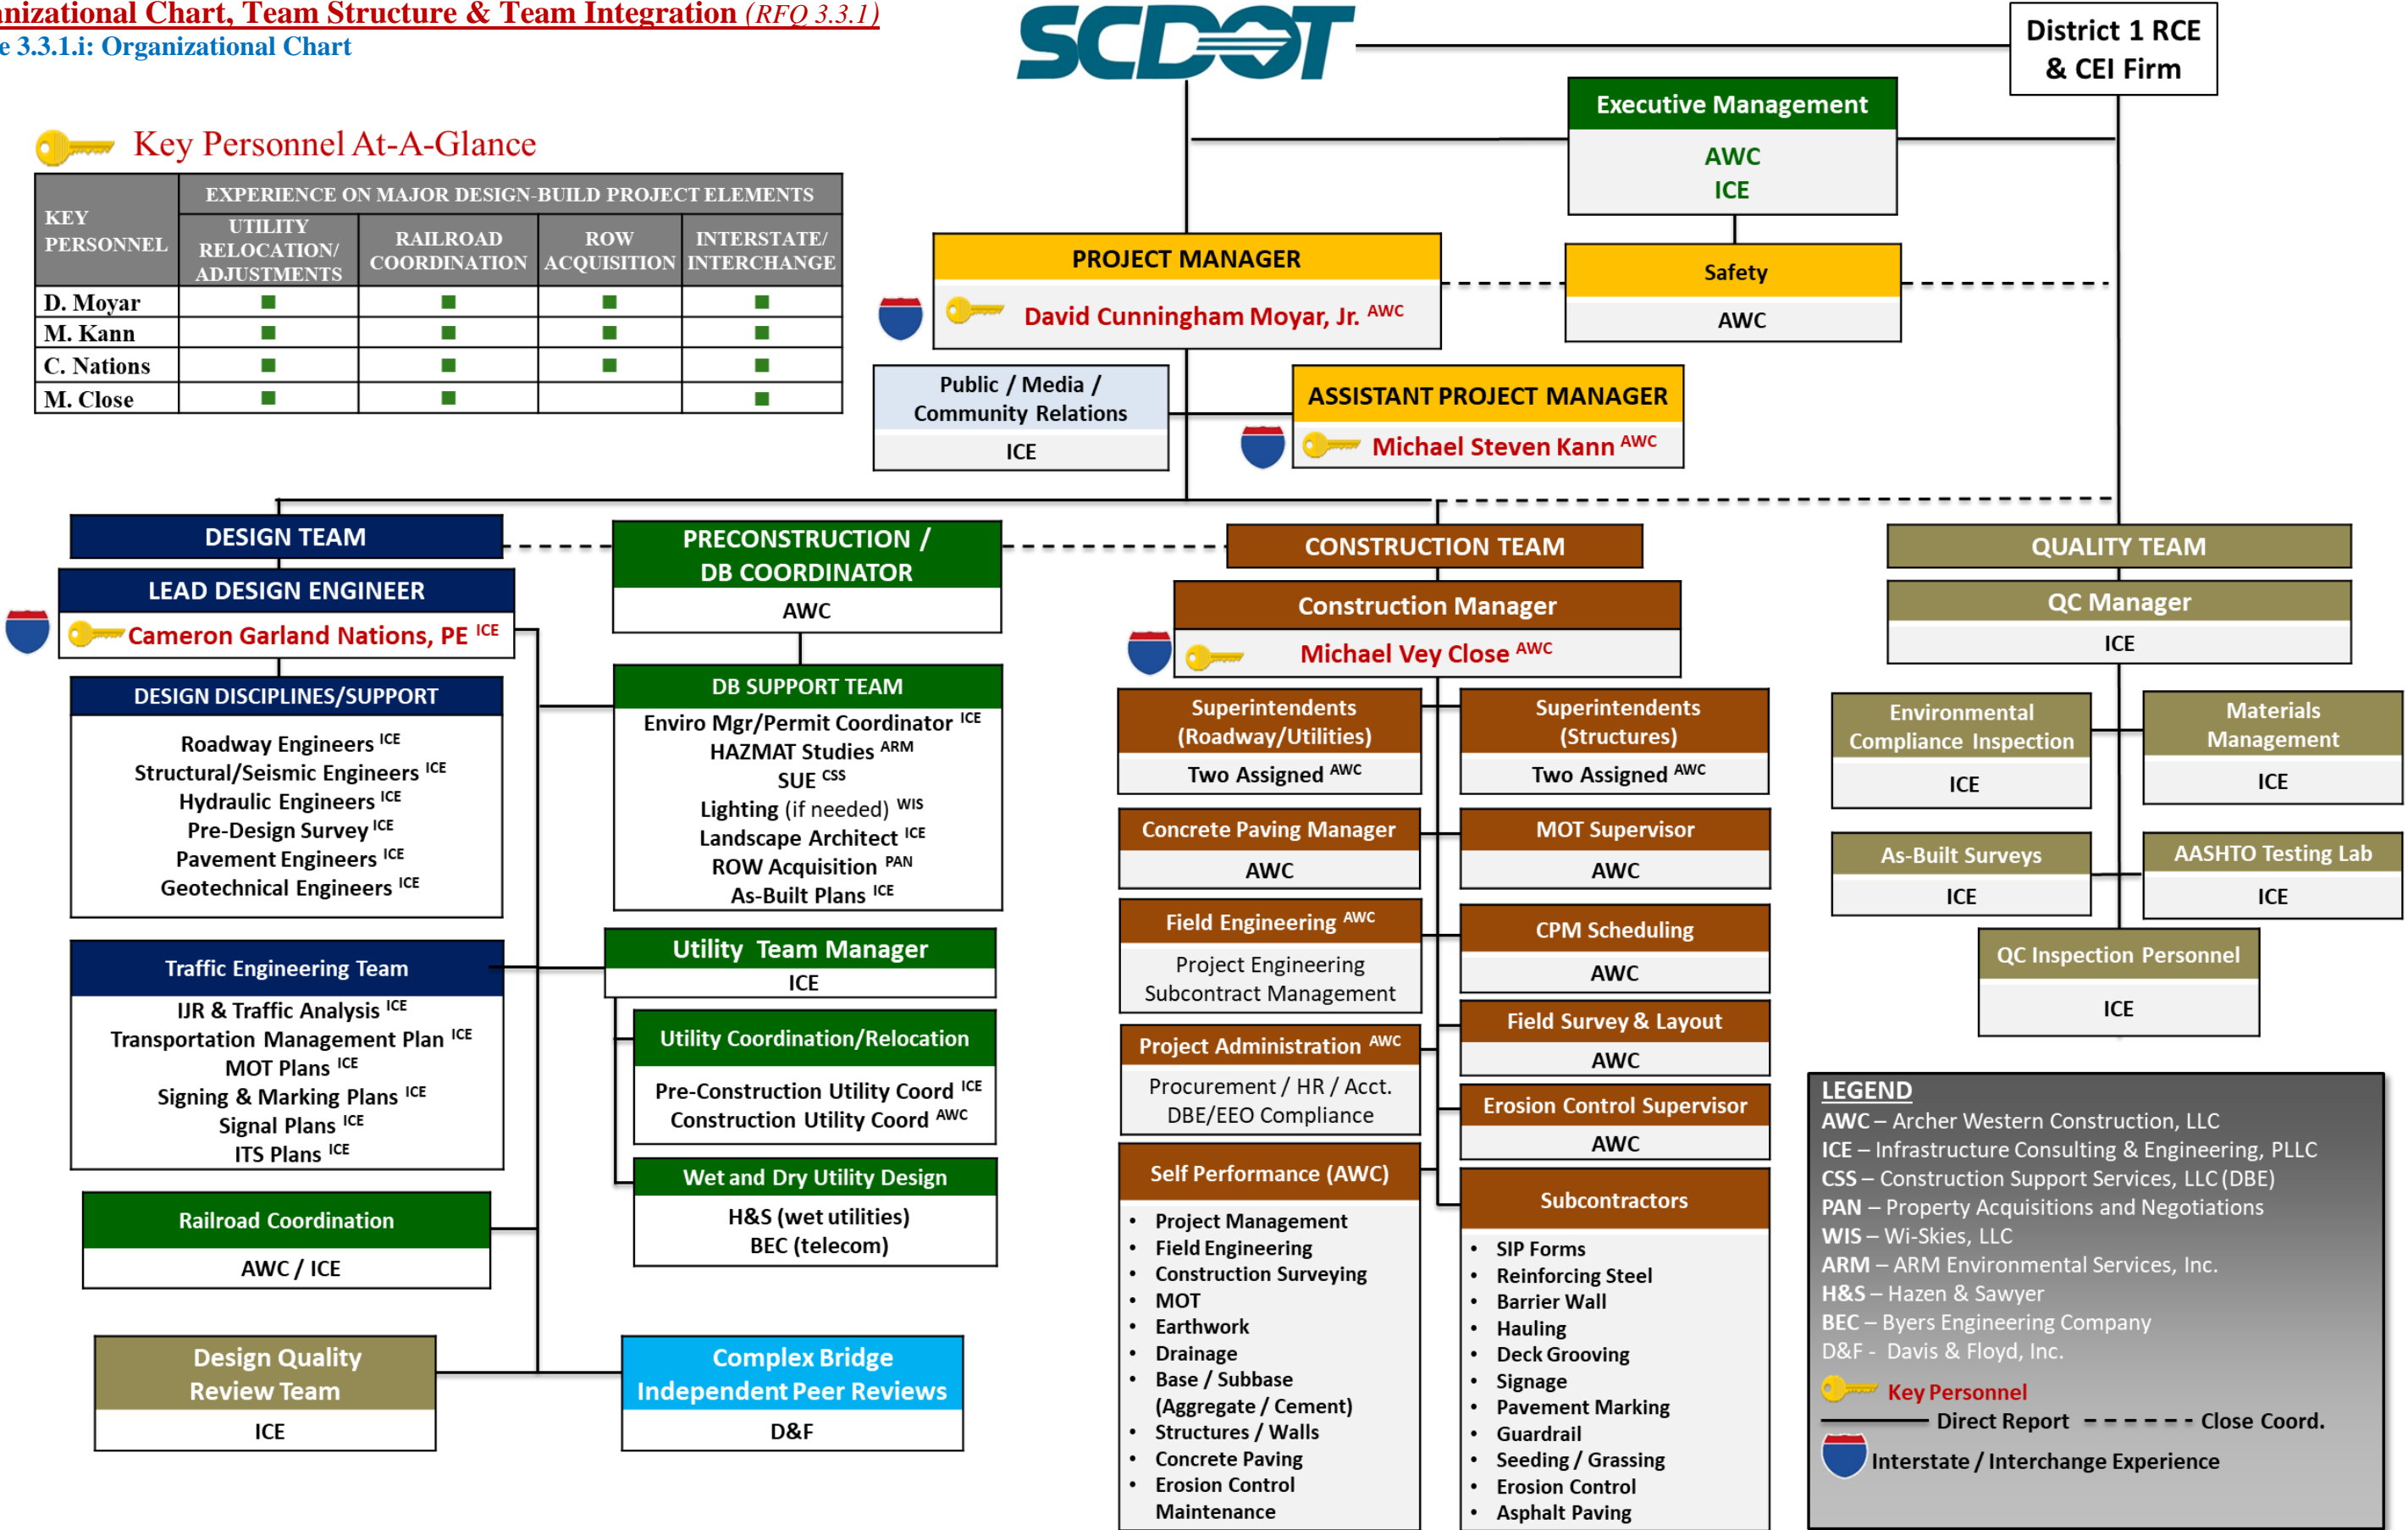 anizational Chart, Team Structure & Team Integration (RFQ 3.3.1)
e 3.3.1.i: Organizational Chart
SCDOT
District 1 RCE
& CEI Firm
Executive Management
AWC
ICE
Key Personnel At-A-Glance
KEY
PERSONNEL
EXPERIENCE ON MAJOR DESIGN-BUILD PROJECT ELEMENTS
UTILITY
RELOCATION/
ADJUSTMENTS
RAILROAD
COORDINATION
ROW
ACQUISITION
INTERSTATE/
INTERCHANGE
D. Moyar
M. Kann
C. Nations
M. Close
PROJECT MANAGER
David Cunningham Moyar, Jr. AWC
Safety
AWC
Public / Media /
Community Relations
ICE
ASSISTANT PROJECT MANAGER
Michael Steven Kann AWC
DESIGN TEAM
LEAD DESIGN ENGINEER
Cameron Garland Nations, PE ICE
DESIGN DISCIPLINES/SUPPORT
Roadway Engineers ICE
Structural/Seismic Engineers ICE
Hydraulic Engineers ICE
Pre-Design Survey ICE
Pavement Engineers ICE
Geotechnical Engineers ICE
Traffic Engineering Team
IJR & Traffic Analysis ICE
Transportation Management Plan ICE
MOT Plans ICE
Signing & Marking Plans ICE
Signal Plans ICE
ITS Plans ICE
Railroad Coordination
AWC / ICE
Design Quality
Review Team
ICE
PRECONSTRUCTION /
DB COORDINATOR
AWC
DB SUPPORT TEAM
Enviro Mgr/Permit Coordinator ICE
HAZMAT Studies ARM
SUE CSS
Lighting (if needed) WIS
Landscape Architect ICE
ROW Acquisition PAN
As-Built Plans ICE
Utility Team Manager
ICE
Utility Coordination/Relocation
Pre-Construction Utility Coord ICE
Construction Utility Coord AWC
Wet and Dry Utility Design
H&S (wet utilities)
BEC (telecom)
Complex Bridge
Independent Peer Reviews
D&F
CONSTRUCTION TEAM
Construction Manager
Michael Vey Close AWC
Superintendents
(Roadway/Utilities)
Two Assigned AWC
Superintendents
(Structures)
Two Assigned AWC
Concrete Paving Manager
AWC
MOT Supervisor
AWC
Field Engineering AWC
Project Engineering
Subcontract Management
CPM Scheduling
AWC
Project Administration AWC
Procurement / HR / Acct.
DBE/EEO Compliance
Field Survey & Layout
AWC
Erosion Control Supervisor
AWC
Self Performance (AWC)
• Project Management
• Field Engineering
• Construction Surveying
• MOT
• Earthwork
• Drainage
• Base / Subbase
(Aggregate / Cement)
• Structures / Walls
• Concrete Paving
• Erosion Control
Maintenance
Subcontractors
• SIP Forms
• Reinforcing Steel
• Barrier Wall
• Hauling
• Deck Grooving
• Signage
• Pavement Marking
• Guardrail
• Seeding / Grassing
• Erosion Control
• Asphalt Paving
QUALITY TEAM
QC Manager
ICE
Environmental
Compliance Inspection
ICE
Materials
Management
ICE
As-Built Surveys
ICE
AASHTO Testing Lab
ICE
QC Inspection Personnel
ICE
LEGEND
AWC – Archer Western Construction, LLC
ICE – Infrastructure Consulting & Engineering, PLLC
CSS – Construction Support Services, LLC (DBE)
PAN – Property Acquisitions and Negotiations
WIS – Wi-Skies, LLC
ARM – ARM Environmental Services, Inc.
H&S – Hazen & Sawyer
BEC – Byers Engineering Company
D&F - Davis & Floyd, Inc.
Key Personnel
Direct Report
Close Coord.
Interstate / Interchange Experience